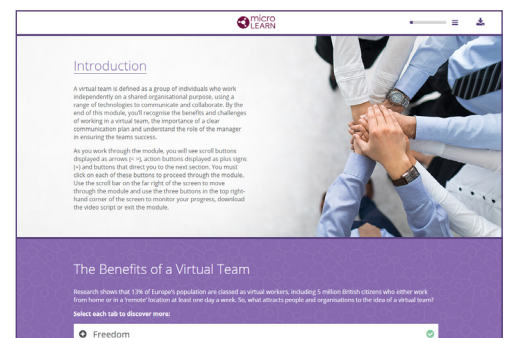 micro
LEARN
Introduction
A virtual team is defined as a group of individuals who work
independently on a shared organisational purpose, using a
range of technologies to communicate and collaborate. By the
end of this module, you'll recognise the benefits and challenges
of working in a virtual team, the importance of a clear
communication plan and understand the role of the manager
in ensuring the teams success.
As you work through the module, you will see scroll buttons
displayed as arrows (< >), action buttons displayed as plus signs
(+) and buttons that direct you to the next section. You must
click on each of these buttons to proceed through the module.
Use the scroll bar on the far right of the screen to move
through the module and use the three buttons in the top right-
hand corner of the screen to monitor your progress, download
the video script or exit the module.
The Benefits of a Virtual Team
Research shows that 13% of Europe's population are classed as virtual workers, including 5 million British citizens who either work
from home or in a 'remote' location at least one day a week. So, what attracts people and organisations to the idea of a virtual team?
Select each tab to discover more:
Freedom